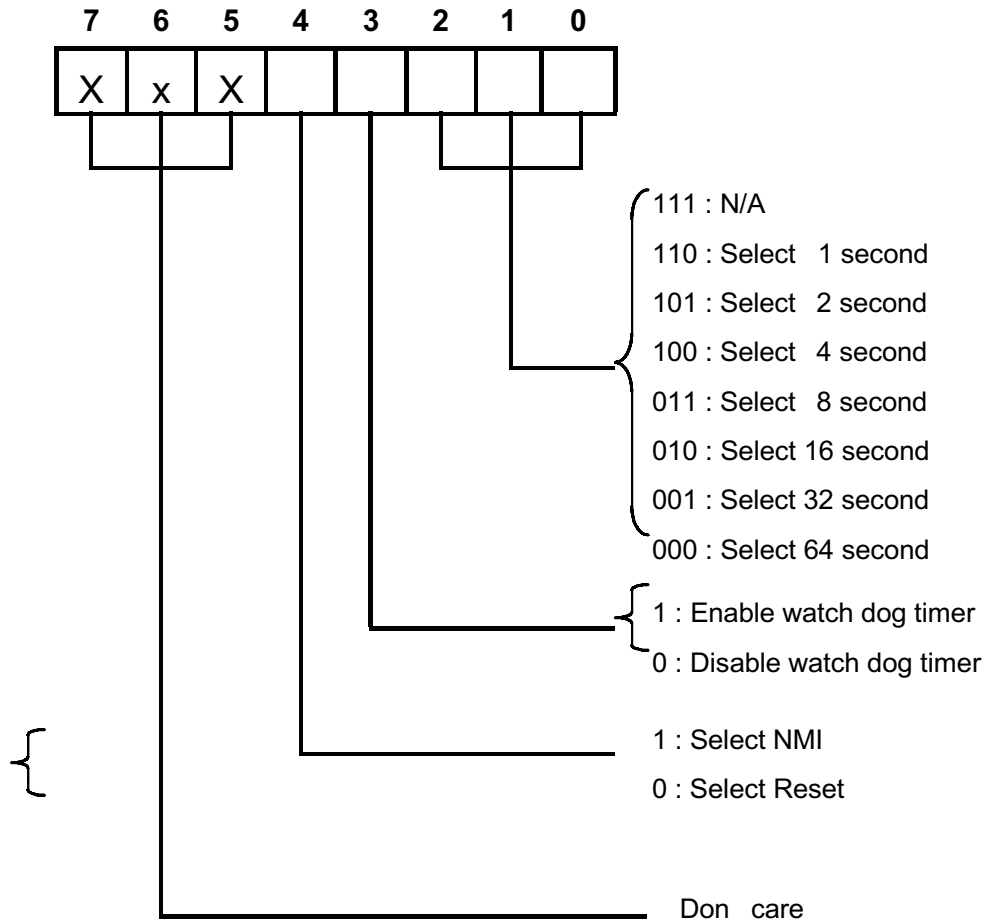 7 6 5 4 3 2 1 0
X x X
111 : N/A
110 : Select 1 second
101 : Select 2 second
100 : Select 4 second
011 : Select 8 second
010 : Select 16 second
001 : Select 32 second
000 : Select 64 second
1 : Enable watch dog timer
0 : Disable watch dog timer
1 : Select NMI
0 : Select Reset
Don care